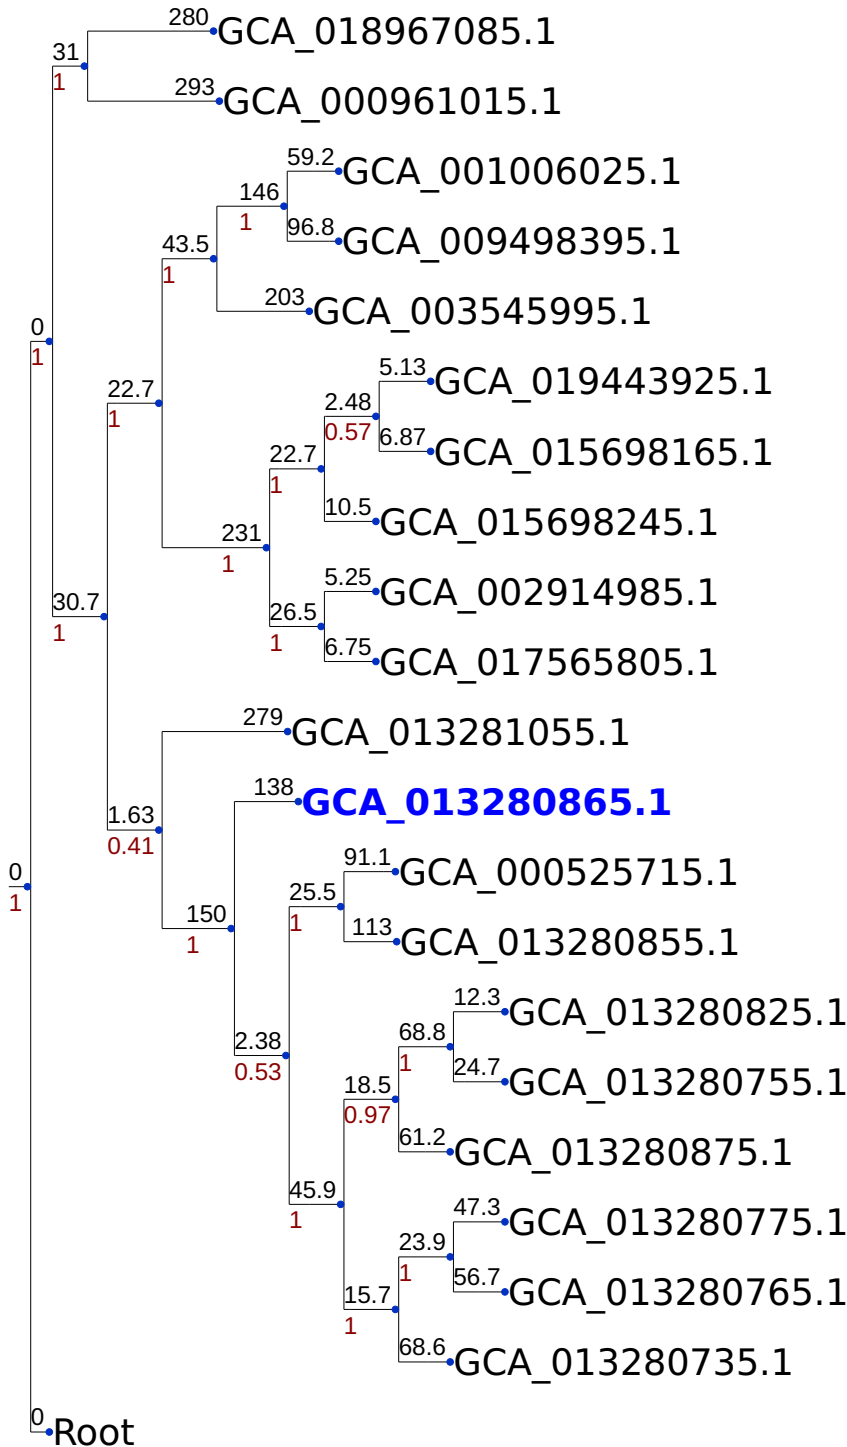 280 GCA_018967085.1
31
1
293 GCA_000961015.1
59.2 GCA_001006025.1
146
1
96.8 GCA_009498395.1
43.5
1
203 GCA_003545995.1
0
1
5.13 GCA_019443925.1
22.7
1
2.48
0.57
6.87 GCA_015698165.1
22.7
1
10.5 GCA_015698245.1
231
1
5.25 GCA_002914985.1
30.7
1
26.5
1
6.75 GCA_017565805.1
279 GCA_013281055.1
138 GCA_013280865.1
1.63
0.41
91.1 GCA_000525715.1
0
1
25.5
1
150
1
113 GCA_013280855.1
12.3 GCA_013280825.1
2.38
0.53
68.8
1
24.7 GCA_013280755.1
18.5
0.97
61.2 GCA_013280875.1
45.9
1
47.3 GCA_013280775.1
23.9
1
56.7 GCA_013280765.1
15.7
1
68.6 GCA_013280735.1
0 Root